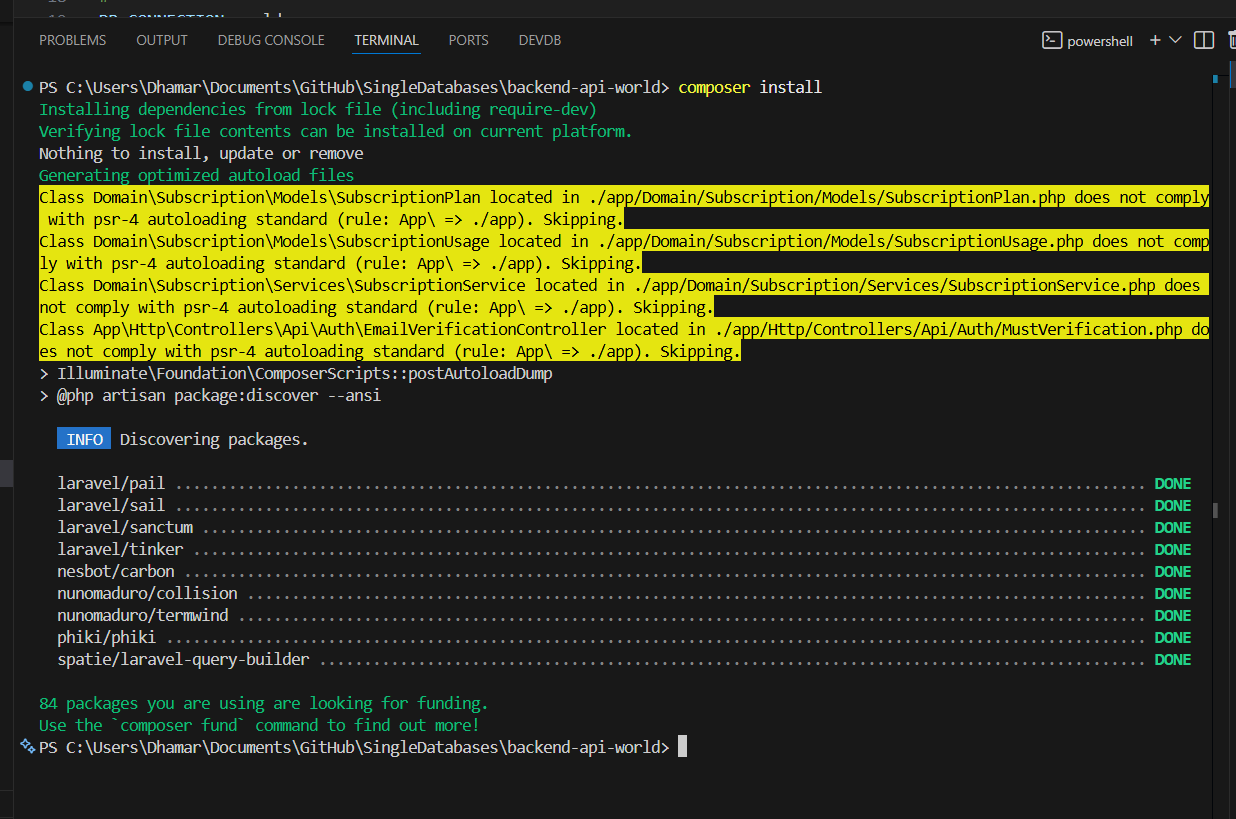 PROBLEMS OUTPUT DEBUG CONSOLE TERMINAL PORTS DEVDB powershell
PS C:\Users\Dhamar\Documents\GitHub\SingleDatabases\backend-api-world> composer install
Installing dependencies from lock file (including require-dev)
Verifying lock file contents can be installed on current platform.
Nothing to install, update or remove
Generating optimized autoload files
Class Domain\Subscription\Models\SubscriptionPlan located in ./app/Domain/Subscription/Models/SubscriptionPlan.php does not comply
 with psr-4 autoloading standard (rule: App\ => ./app). Skipping.
Class Domain\Subscription\Models\SubscriptionUsage located in ./app/Domain/Subscription/Models/SubscriptionUsage.php does not comp
ly with psr-4 autoloading standard (rule: App\ => ./app). Skipping.
Class Domain\Subscription\Services\SubscriptionService located in ./app/Domain/Subscription/Services/SubscriptionService.php does
not comply with psr-4 autoloading standard (rule: App\ => ./app). Skipping.
Class App\Http\Controllers\Api\Auth\EmailVerificationController located in ./app/Http/Controllers/Api/Auth/MustVerification.php do
es not comply with psr-4 autoloading standard (rule: App\ => ./app). Skipping.
> Illuminate\Foundation\ComposerScripts::postAutoloadDump
> @php artisan package:discover --ansi
INFO Discovering packages.
laravel/pail ........ DONE
laravel/sail ........ DONE
laravel/sanctum ........ DONE
laravel/tinker ........ DONE
nesbot/carbon ........ DONE
nunomaduro/collision ........ DONE
nunomaduro/termwind ........ DONE
phiki/phiki ........ DONE
spatie/laravel-query-builder ........ DONE
84 packages you are using are looking for funding.
Use the `composer fund` command to find out more!
PS C:\Users\Dhamar\Documents\GitHub\SingleDatabases\backend-api-world>